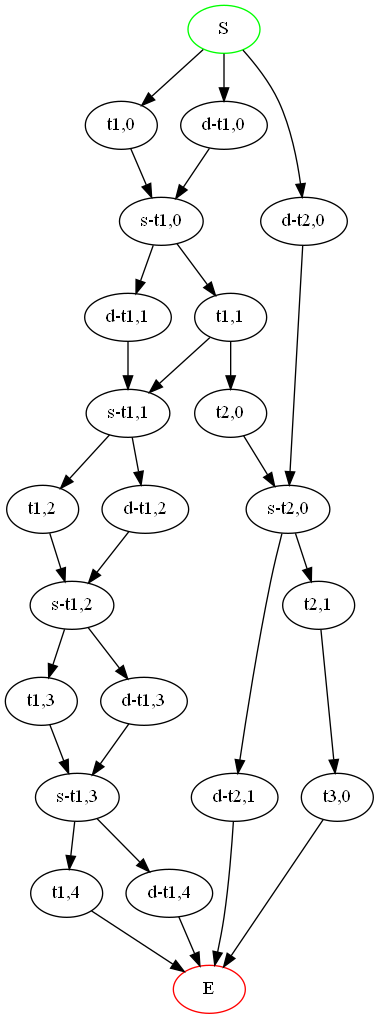 S
t1,0
d-t1,0
s-t1,0
d-t2,0
d-t1,1
t1,1
s-t1,1
t2,0
t1,2
d-t1,2
s-t2,0
s-t1,2
t2,1
t1,3
d-t1,3
s-t1,3
d-t2,1
t3,0
t1,4
d-t1,4
E